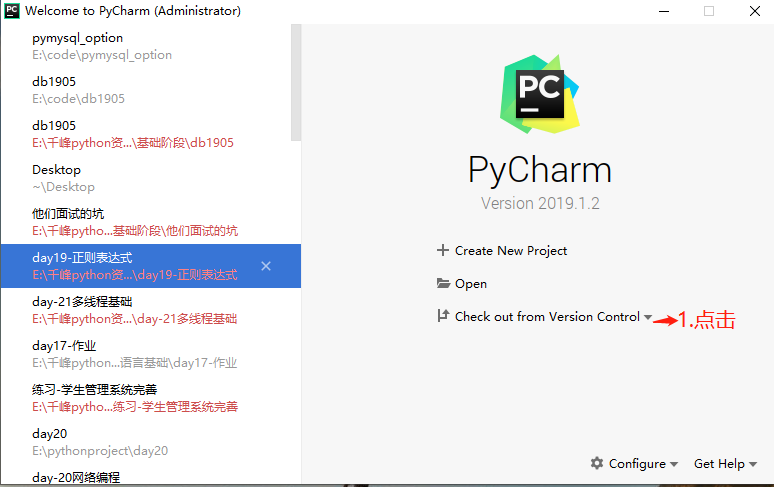 Welcome to PyCharm (Administrator)
pymysql_option
E:\code\pymysql_option
db1905
E:\code\db1905
db1905
E:\千峰python资...\基础阶段\db1905
Desktop
~\Desktop
他们面试的坑
E:\千峰pytho...基础阶段\他们面试的坑
day19-正则表达式
E:\千峰python资...\day19-正则表达式
day-21多线程基础
E:\千峰python资...\day-21多线程基础
day17-作业
E:\千峰python...语言基础\day17-作业
练习-学生管理系统完善
E:\千峰pytho...练习-学生管理系统完善
day20
E:\pythonproject\day20
day-20网络编程
PC
PyCharm
Version 2019.1.2
Create New Project
Open
Check out from Version Control
1.点击
Configure
Get Help